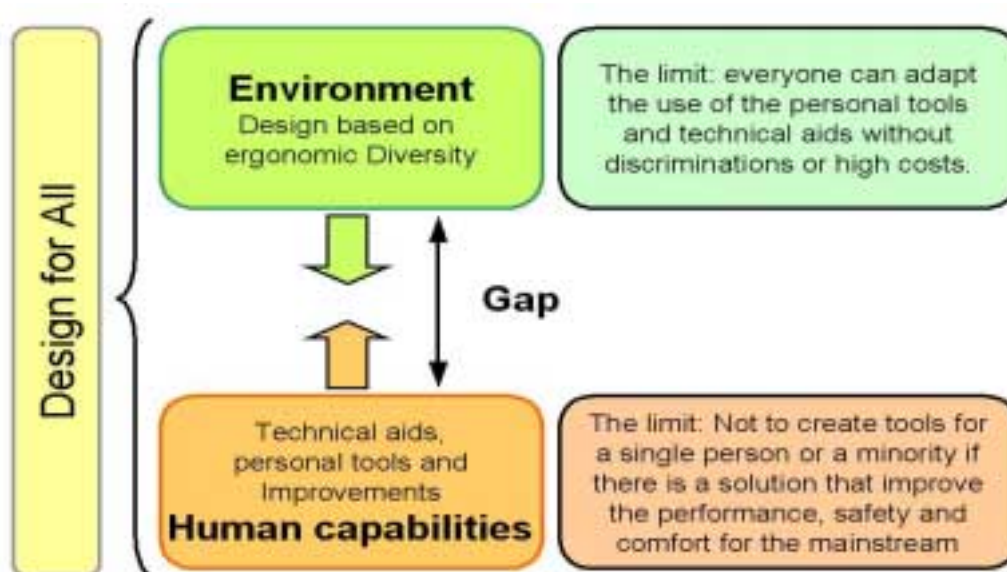 Design for All
Environment
Design based on
ergonomic Diversity
The limit: everyone can adapt
the use of the personal tools
and technical aids without
discriminations or high costs.
Gap
Technical aids,
personal tools and
Improvements
Human capabilities
The limit: Not to create tools for
a single person or a minority if
there is a solution that improve
the performance, safety and
comfort for the mainstream